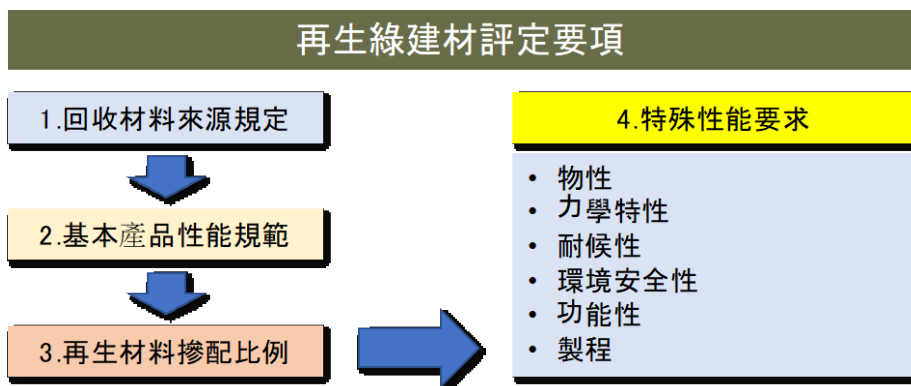 再生綠建材評定要項
1.回收材料來源規定
2.基本產品性能規範
3.再生材料摻配比例
4.特殊性能要求
• 物性
• 力學特性
• 耐候性
• 環境安全性
• 功能性
• 製程